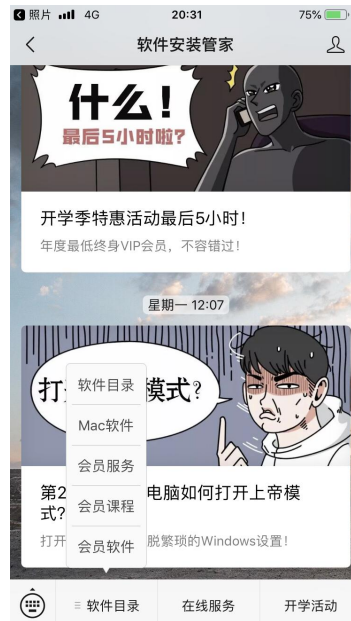 照片 4G 20:31 75%
软件安装管家
什么！
最后5小时啦？
开学季特惠活动最后5小时！
年度最低终身VIP会员，不容错过！
星期一 12:07
打 模式？
软件目录
Mac软件
会员服务
会员课程
会员软件
第2 电脑如何打开上帝模
式？
打开 脱繁琐的Windows设置！
软件目录 在线服务 开学活动